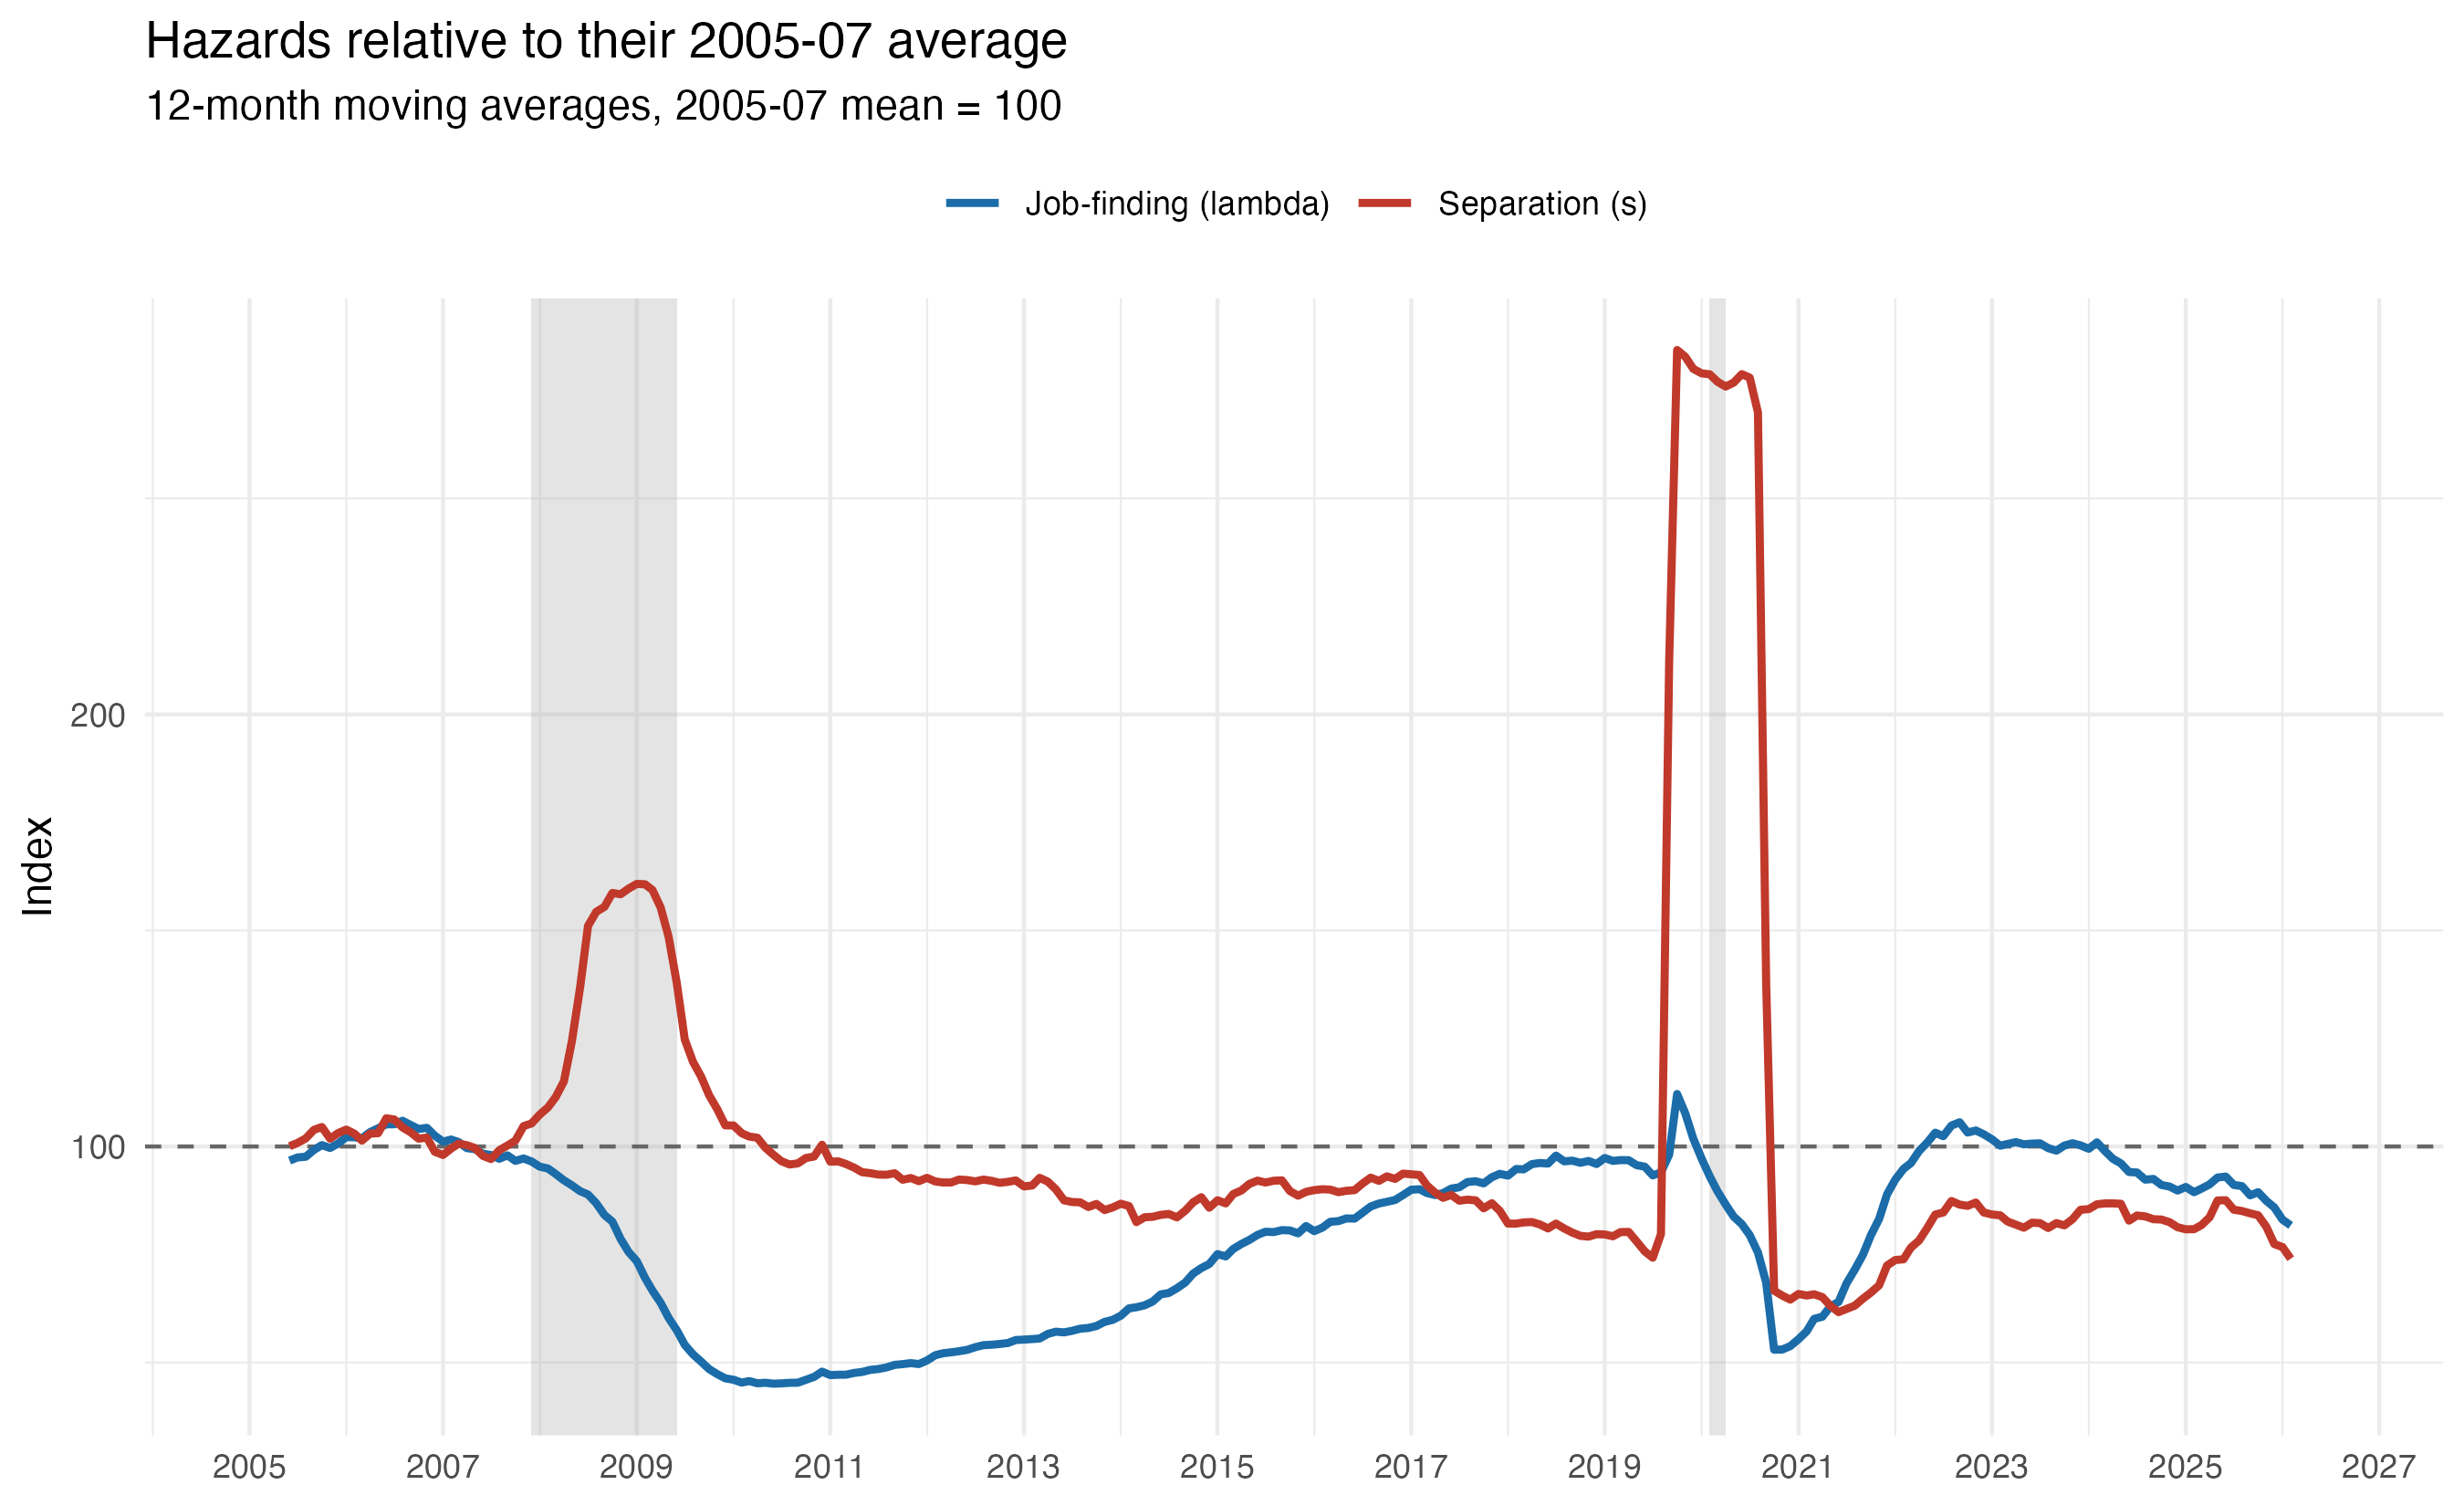 Hazards relative to their 2005-07 average
12-month moving averages, 2005-07 mean = 100
Job-finding (lambda) Separation (s)
Index
200
100
2005 2007 2009 2011 2013 2015 2017 2019 2021 2023 2025 2027